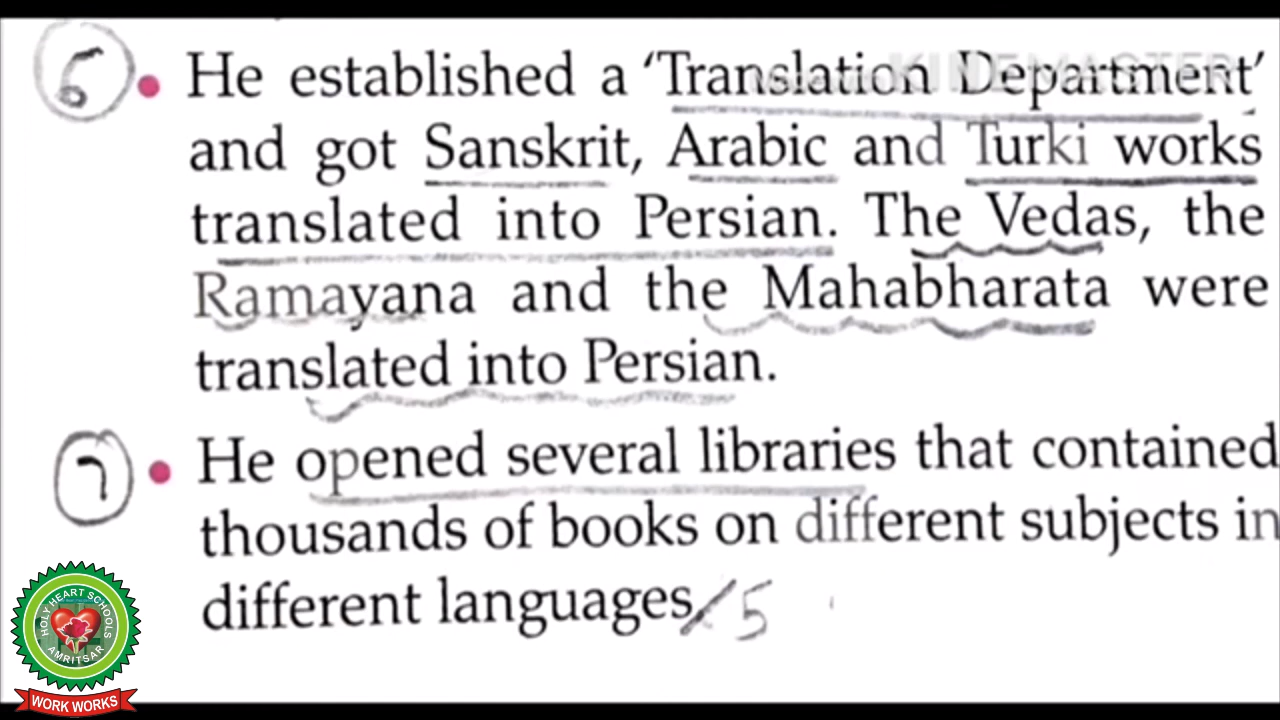 6 • He established a ‘Translation Department’
KINEMASTER
and got Sanskrit, Arabic and Turki works
translated into Persian. The Vedas, the
Ramayana and the Mahabharata were
translated into Persian.
7 • He opened several libraries that contained
thousands of books on different subjects in
different languages/5
HOLY HEART SCHOOLS
AMRITSAR
WORK WORKS